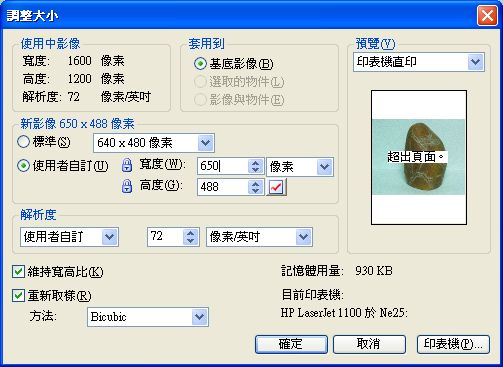 調整大小
使用中影像
寬度: 1600 像素
高度: 1200 像素
解析度: 72 像素/英吋
套用到
基底影像(B)
選取的物件(L)
影像與物件(E)
預覽(V)
印表機直印
超出頁面。
新影像 650 x 488 像素
標準(S) 640 x 480 像素
使用者自訂(U) 寬度(W): 650 像素
高度(G): 488
解析度
使用者自訂 72 像素/英吋
維持寬高比(K)
重新取樣(R)
方法: Bicubic
記憶體用量: 930 KB
目前印表機:
HP LaserJet 1100 於 Ne25:
確定 取消 印表機(P)...